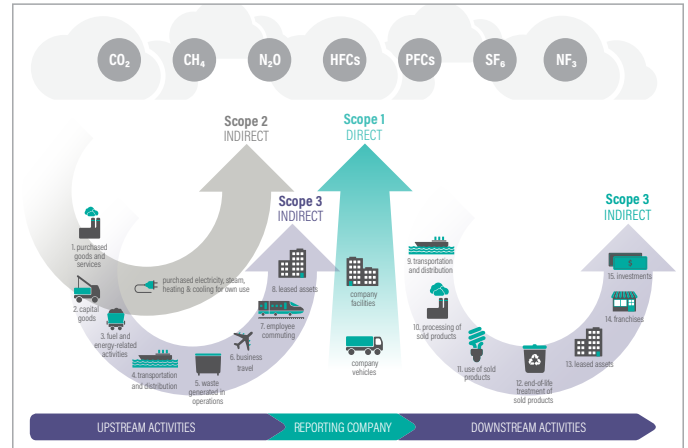 CO₂
CH₄
N₂O
HFCs
PFCs
SF₆
NF₃
Scope 2
INDIRECT
Scope 1
DIRECT
Scope 3
INDIRECT
Scope 3
INDIRECT
1. purchased
goods and
services
2. capital
goods
3. fuel and
energy-related
activities
purchased electricity, steam,
heating & cooling for own use
4. transportation
and distribution
5. waste
generated in
operations
6. business
travel
7. employee
commuting
8. leased assets
company
facilities
company
vehicles
9. transportation
and distribution
10. processing of
sold products
11. use of sold
products
12. end-of-life
treatment of
sold products
13. leased assets
14. franchises
15. investments
$
UPSTREAM ACTIVITIES
REPORTING COMPANY
DOWNSTREAM ACTIVITIES